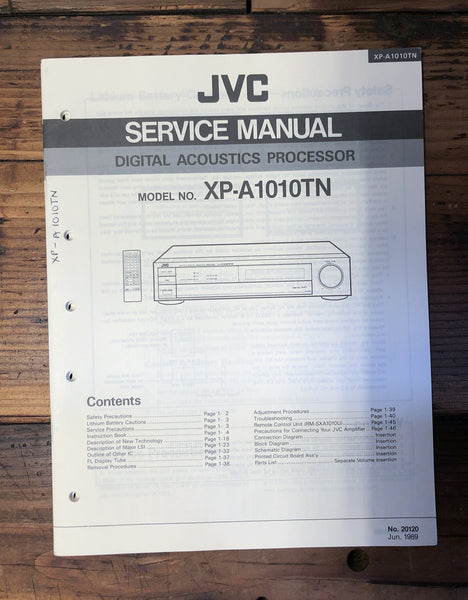 XP-A1010TN
JVC
SERVICE MANUAL
DIGITAL ACOUSTICS PROCESSOR
MODEL NO. XP-A1010TN
XP-A1010TN
JVC
Contents
Safety Precautions Page 1- 2
Lithium Battery Cautions Page 1- 3
Service Precautions Page 1- 3
Instruction Book Page 1- 4
Description of New Technology Page 1-18
Description of Major LSI Page 1-23
Outline of Other IC Page 1-32
FL Display Tube Page 1-37
Removal Procedures Page 1-38
Adjustment Procedures Page 1-39
Troubleshooting Page 1-40
Remote Control Unit (RM-SXA1010U) Page 1-45
Precautions for Connecting Your JVC Amplifier Page 1-46
Connection Diagram Insertion
Block Diagram Insertion
Schematic Diagram Insertion
Printed Circuit Board Ass'y Insertion
Parts List Separate Volume Insertion
No. 20120
Jun. 1989